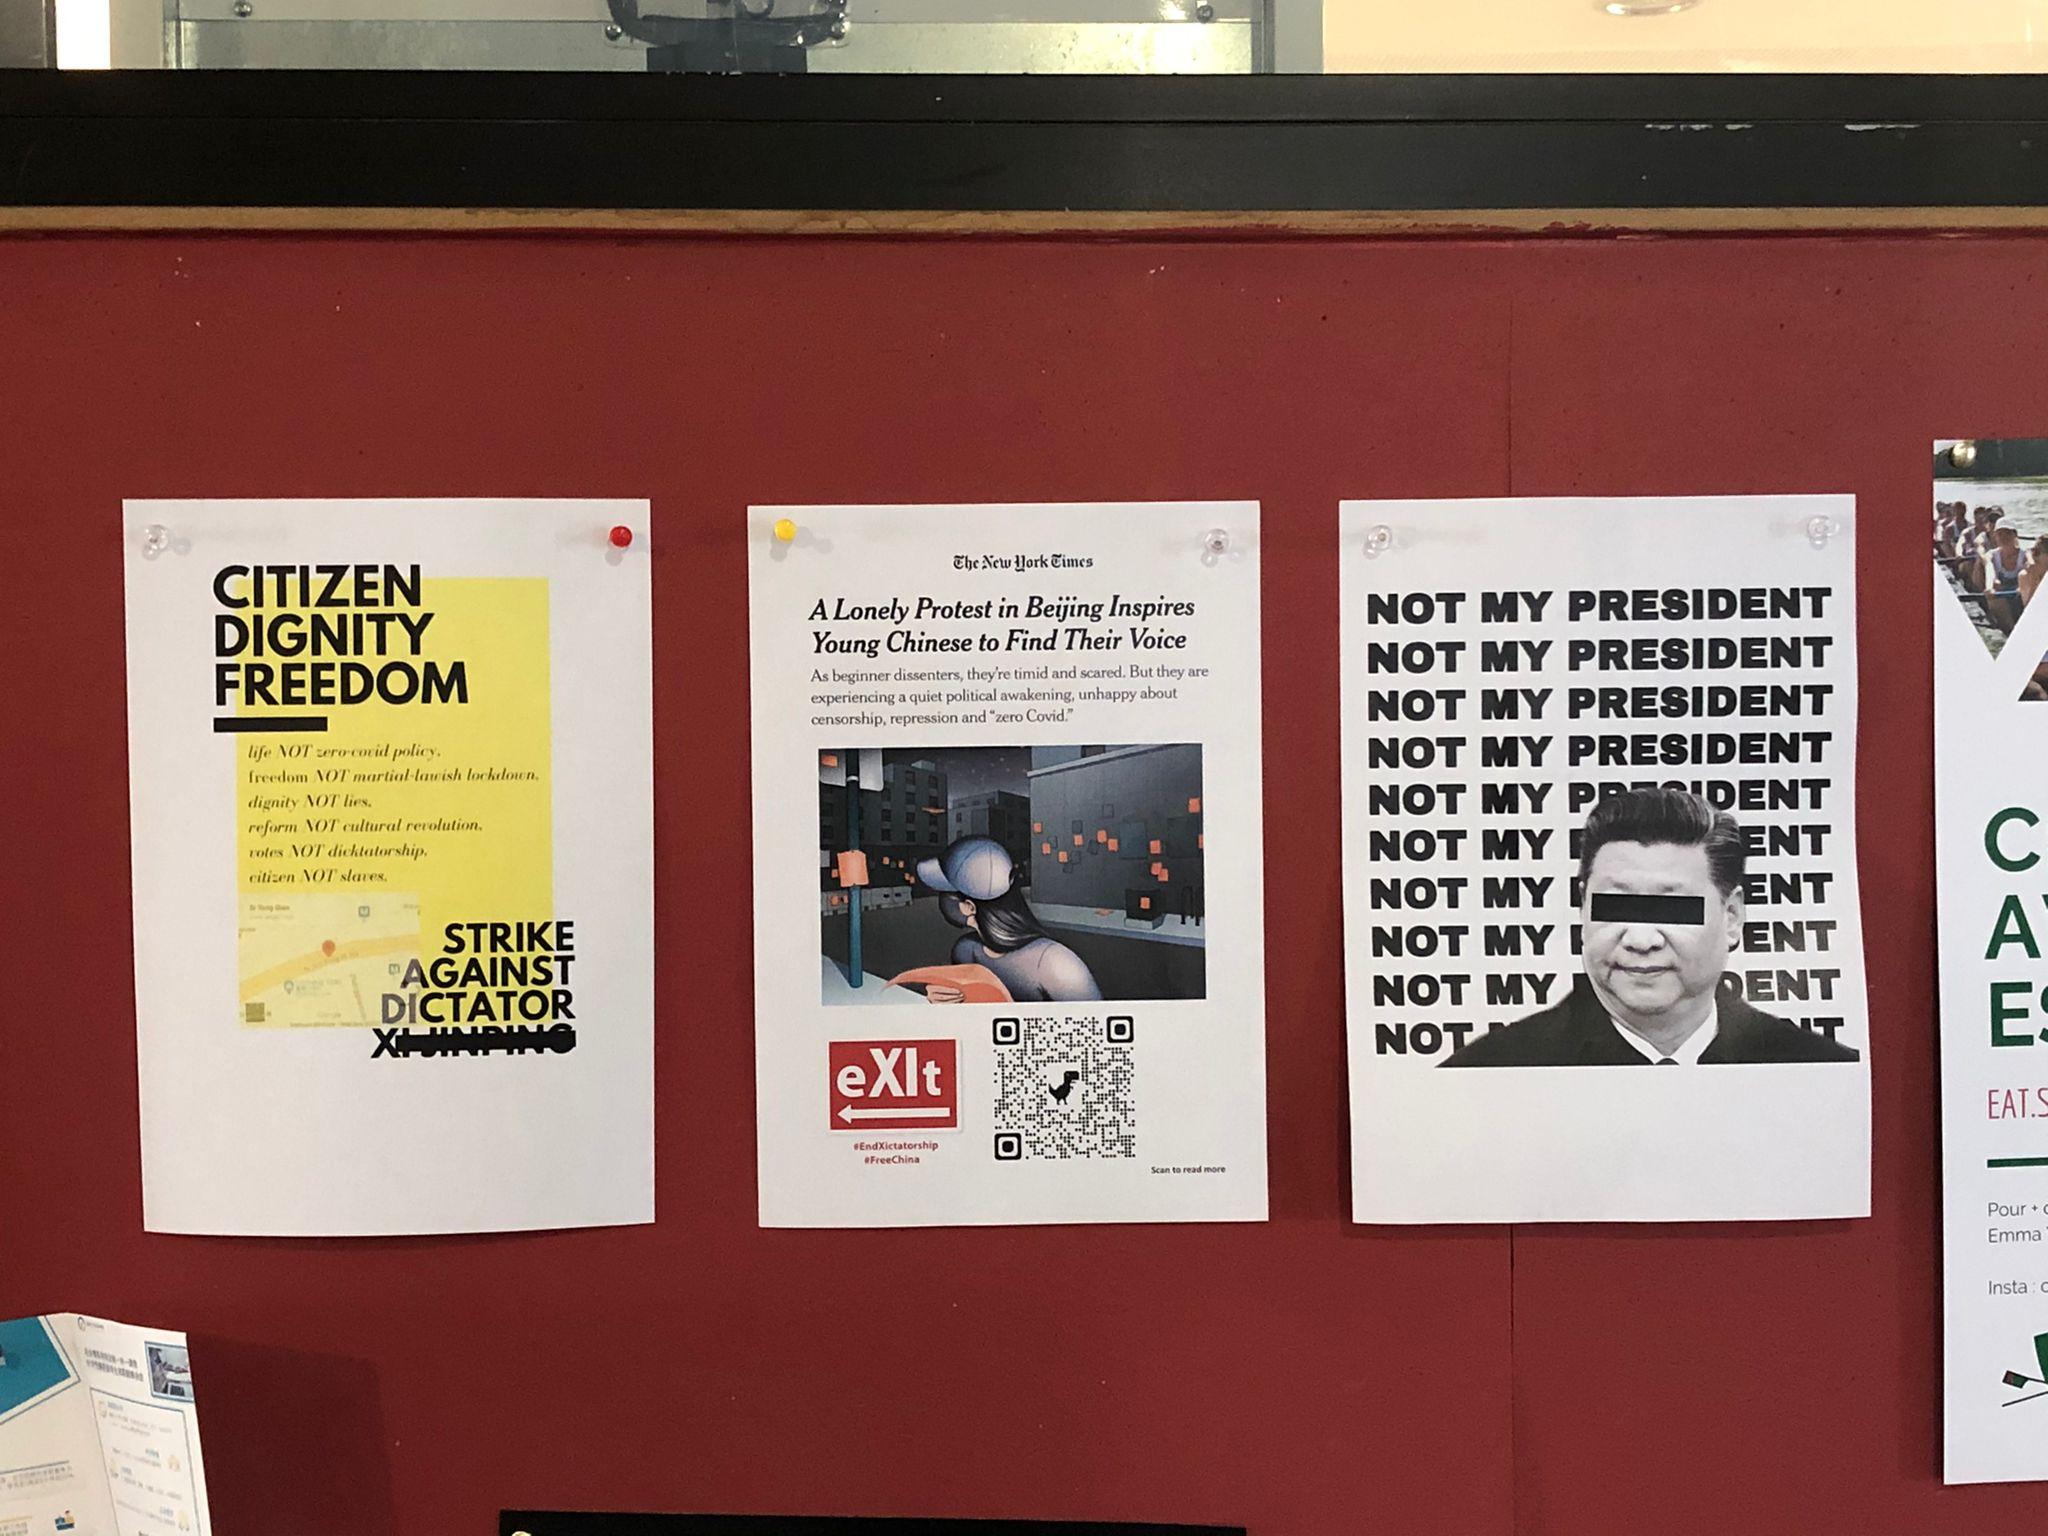 CITIZEN
DIGNITY
FREEDOM
life NOT zero-covid policy.
freedom NOT martial-lawish lockdown.
dignity NOT lies.
reform NOT cultural revolution.
votes NOT dicktatorship.
citizen NOT slaves.
STRIKE
AGAINST
DICTATOR
XI JINPING
The New York Times
A Lonely Protest in Beijing Inspires
Young Chinese to Find Their Voice
As beginner dissenters, they're timid and scared. But they are
experiencing a quiet political awakening, unhappy about
censorship, repression and "zero Covid."
eXIt
#EndXictatorship
#FreeChina
Scan to read more
NOT MY PRESIDENT
NOT MY PRESIDENT
NOT MY PRESIDENT
NOT MY PRESIDENT
NOT MY PRESIDENT
NOT MY ENT
NOT MY ENT
NOT MY ENT
NOT MY DENT
NOT NT
C
A
ES
EAT.S
Pour +
Emma
Insta :